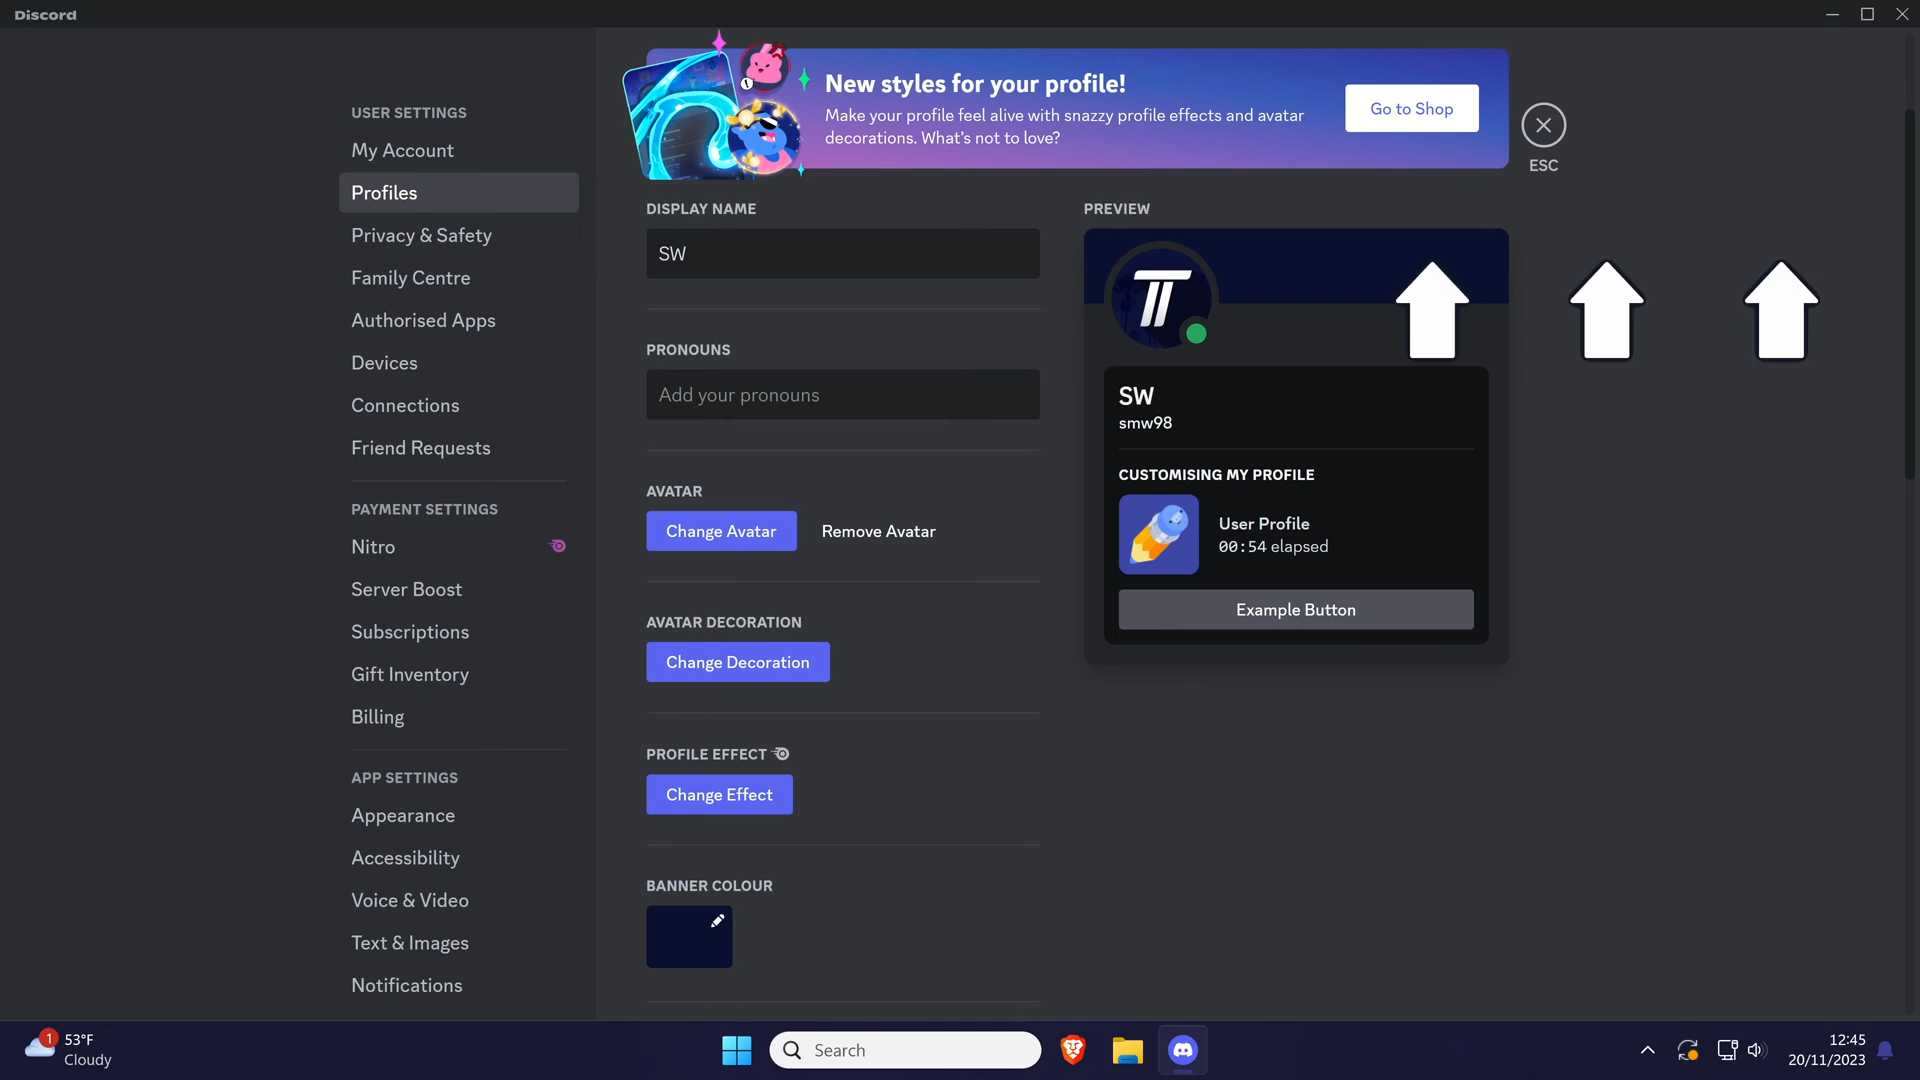 Discord
USER SETTINGS
My Account
Profiles
Privacy & Safety
Family Centre
Authorised Apps
Devices
Connections
Friend Requests
PAYMENT SETTINGS
Nitro
Server Boost
Subscriptions
Gift Inventory
Billing
APP SETTINGS
Appearance
Accessibility
Voice & Video
Text & Images
Notifications
New styles for your profile!
Make your profile feel alive with snazzy profile effects and avatar
decorations. What's not to love?
Go to Shop
ESC
DISPLAY NAME
SW
PRONOUNS
Add your pronouns
AVATAR
Change Avatar
Remove Avatar
AVATAR DECORATION
Change Decoration
PROFILE EFFECT
Change Effect
BANNER COLOUR
PREVIEW
SW
smw98
CUSTOMISING MY PROFILE
User Profile
00:54 elapsed
Example Button
1
53°F
Cloudy
Search
12:45
20/11/2023